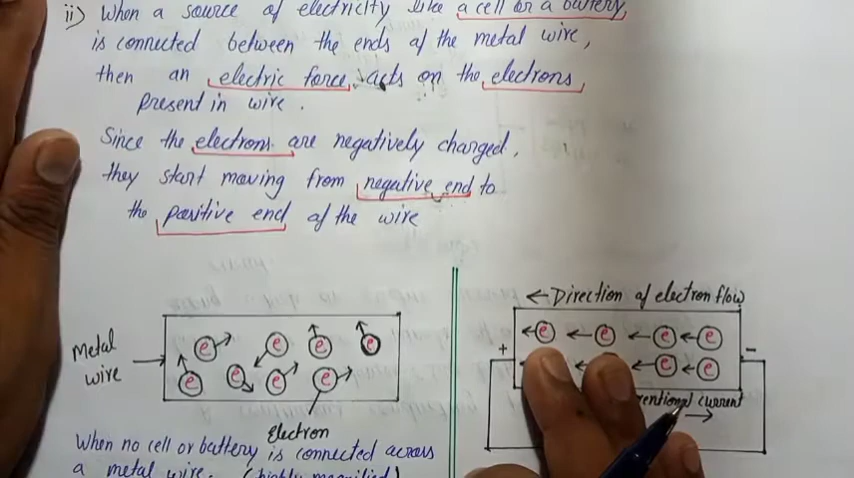 ii) When a source of electricity like a cell or a battery,
is connected between the ends of the metal wire,
then an electric force acts on the electrons
present in wire.
Since the electrons are negatively charged,
they start moving from negative end to
the positive end of the wire
Metal
wire
e e e e
e e e e
Electron
When no cell or battery is connected across
a metal wire. (highly magnified)
← Direction of electron flow
+ e e e e -
e e
current
→